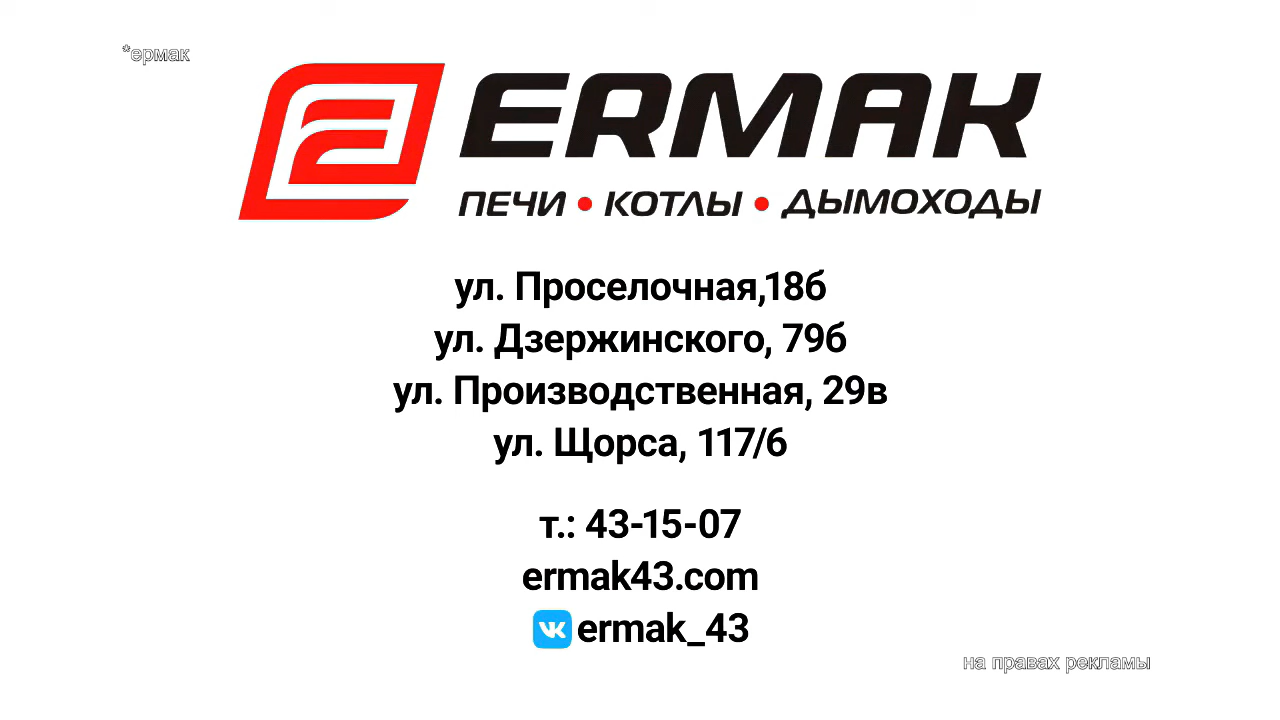 *ермак
ERMAK
ПЕЧИ • КОТЛЫ • ДЫМОХОДЫ
ул. Проселочная,18б
ул. Дзержинского, 79б
ул. Производственная, 29в
ул. Щорса, 117/6
т.: 43-15-07
ermak43.com
ermak_43
на правах рекламы